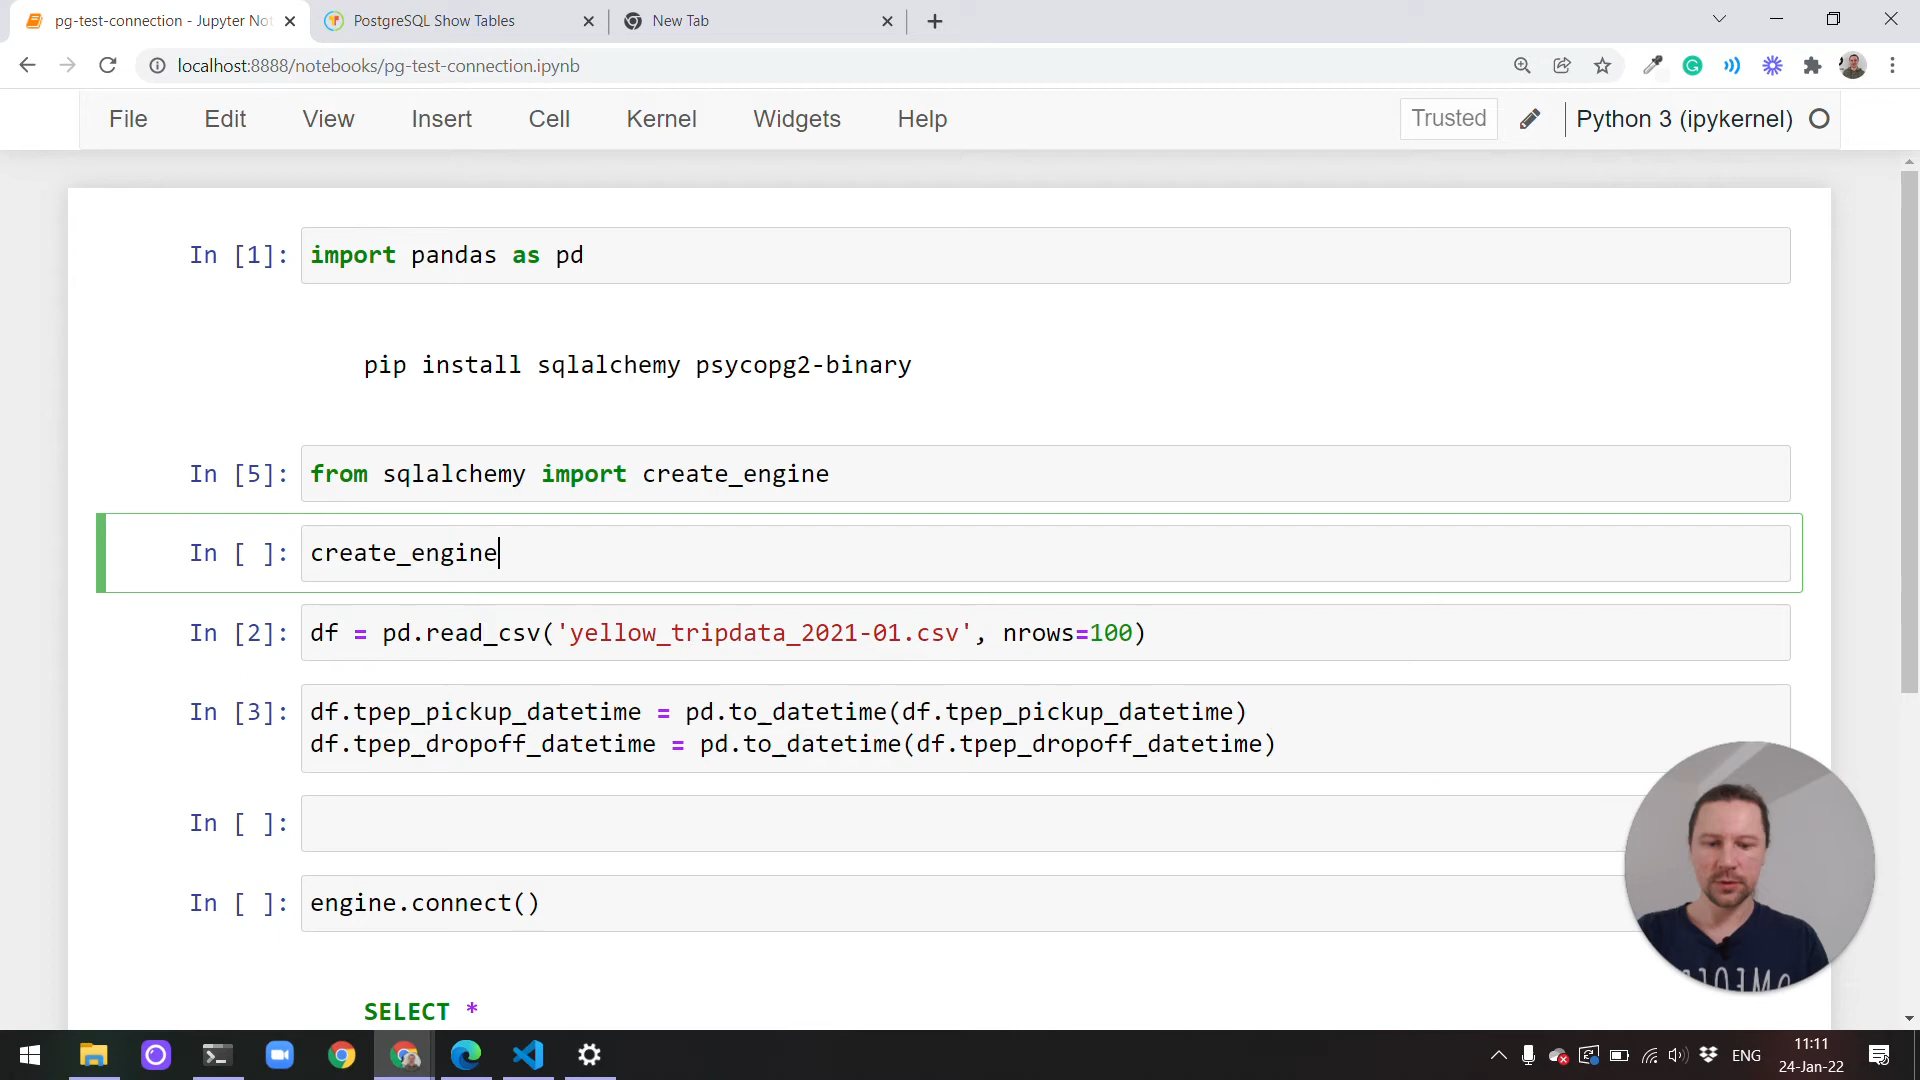 pg-test-connection - Jupyter Not
PostgreSQL Show Tables
New Tab
localhost:8888/notebooks/pg-test-connection.ipynb
File Edit View Insert Cell Kernel Widgets Help
Trusted
Python 3 (ipykernel)
In [1]: import pandas as pd
pip install sqlalchemy psycopg2-binary
In [5]: from sqlalchemy import create_engine
In [ ]: create_engine
In [2]: df = pd.read_csv('yellow_tripdata_2021-01.csv', nrows=100)
In [3]: df.tpep_pickup_datetime = pd.to_datetime(df.tpep_pickup_datetime)
df.tpep_dropoff_datetime = pd.to_datetime(df.tpep_dropoff_datetime)
In [ ]:
In [ ]: engine.connect()
SELECT *
ENG
11:11
24-Jan-22